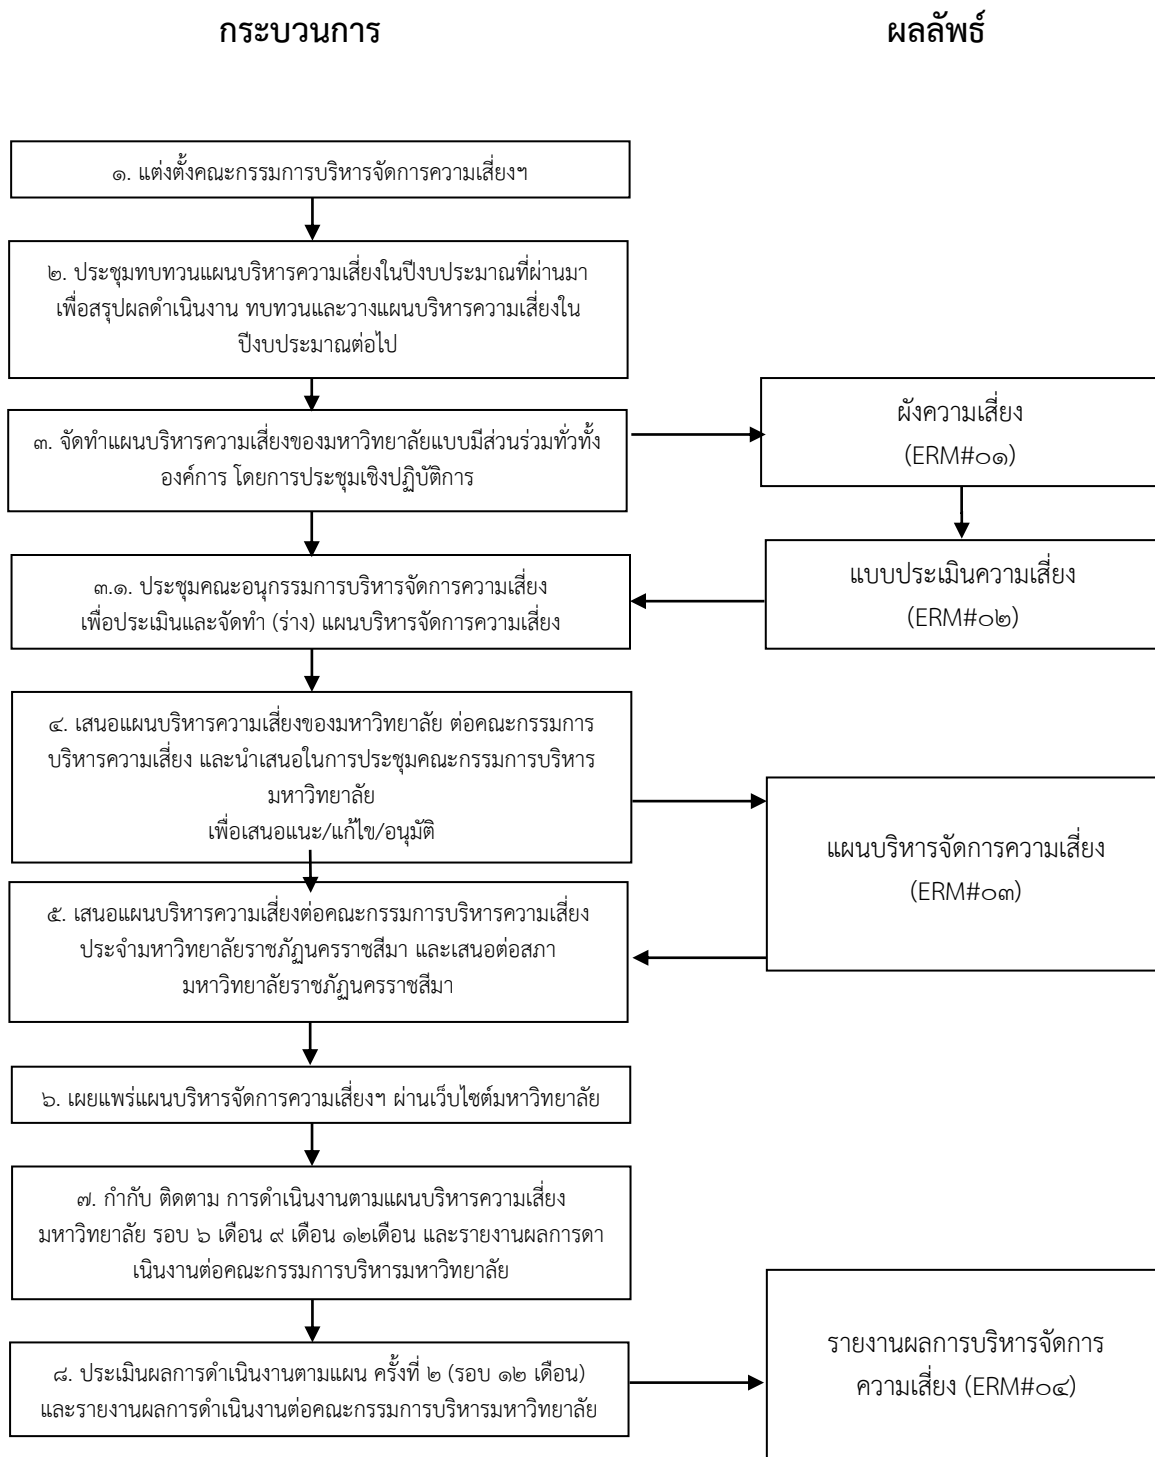 กระบวนการ
ผลลัพธ์
๑. แต่งตั้งคณะกรรมการบริหารจัดการความเสี่ยงฯ
๒. ประชุมทบทวนแผนบริหารความเสี่ยงในปีงบประมาณที่ผ่านมา
เพื่อสรุปผลดำเนินงาน ทบทวนและวางแผนบริหารความเสี่ยงใน
ปีงบประมาณต่อไป
๓. จัดทำแผนบริหารความเสี่ยงของมหาวิทยาลัยแบบมีส่วนร่วมทั่วทั้ง
องค์การ โดยการประชุมเชิงปฏิบัติการ
ผังความเสี่ยง
(ERM#๐๑)
๓.๑. ประชุมคณะอนุกรรมการบริหารจัดการความเสี่ยง
เพื่อประเมินและจัดทำ (ร่าง) แผนบริหารจัดการความเสี่ยง
แบบประเมินความเสี่ยง
(ERM#๐๒)
๔. เสนอแผนบริหารความเสี่ยงของมหาวิทยาลัย ต่อคณะกรรมการ
บริหารความเสี่ยง และนำเสนอในการประชุมคณะกรรมการบริหาร
มหาวิทยาลัย
เพื่อเสนอแนะ/แก้ไข/อนุมัติ
แผนบริหารจัดการความเสี่ยง
(ERM#๐๓)
๕. เสนอแผนบริหารความเสี่ยงต่อคณะกรรมการบริหารความเสี่ยง
ประจำมหาวิทยาลัยราชภัฏนครราชสีมา และเสนอต่อสภา
มหาวิทยาลัยราชภัฏนครราชสีมา
๖. เผยแพร่แผนบริหารจัดการความเสี่ยงฯ ผ่านเว็บไซต์มหาวิทยาลัย
๗. กำกับ ติดตาม การดำเนินงานตามแผนบริหารความเสี่ยง
มหาวิทยาลัย รอบ ๖ เดือน ๙ เดือน ๑๒เดือน และรายงานผลการดา
เนินงานต่อคณะกรรมการบริหารมหาวิทยาลัย
๘. ประเมินผลการดำเนินงานตามแผน ครั้งที่ ๒ (รอบ ๑๒ เดือน)
และรายงานผลการดำเนินงานต่อคณะกรรมการบริหารมหาวิทยาลัย
รายงานผลการบริหารจัดการ
ความเสี่ยง (ERM#๐๔)